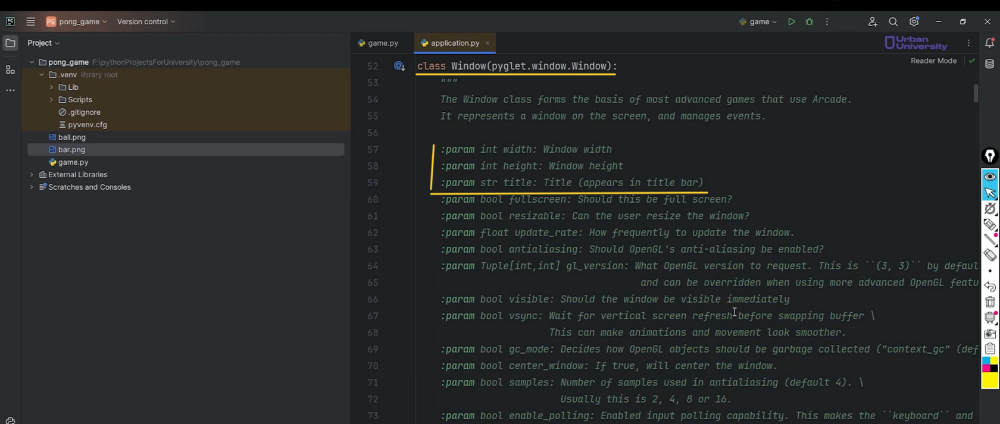 PC
PG pong_game
Version control
game
Project
game.py
application.py
Urban
University
pong_game F:\pythonProjectsForUniversity\pong_game
.venv library root
Lib
Scripts
.gitignore
pyvenv.cfg
ball.png
bar.png
game.py
External Libraries
Scratches and Consoles
Reader Mode
52 class Window(pyglet.window.Window):
53 """
54 The Window class forms the basis of most advanced games that use Arcade.
55 It represents a window on the screen, and manages events.
56
57 :param int width: Window width
58 :param int height: Window height
59 :param str title: Title (appears in title bar)
60 :param bool fullscreen: Should this be full screen?
61 :param bool resizable: Can the user resize the window?
62 :param float update_rate: How frequently to update the window.
63 :param bool antialiasing: Should OpenGL's anti-aliasing be enabled?
64 :param Tuple[int,int] gl_version: What OpenGL version to request. This is ``(3, 3)`` by defaul
65 and can be overridden when using more advanced OpenGL featu
66 :param bool visible: Should the window be visible immediately
67 :param bool vsync: Wait for vertical screen refresh before swapping buffer \
68 This can make animations and movement look smoother.
69 :param bool gc_mode: Decides how OpenGL objects should be garbage collected ("context_gc" (def
70 :param bool center_window: If true, will center the window.
71 :param bool samples: Number of samples used in antialiasing (default 4). \
72 Usually this is 2, 4, 8 or 16.
73 :param bool enable_polling: Enabled input polling capability. This makes the ``keyboard`` and